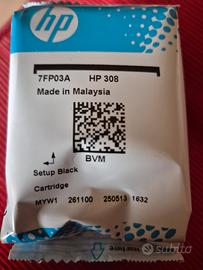 hp
7FP03A HP 308
Made in Malaysia
BVM
Setup Black
Cartridge
MYW1 261100 250513 1632
subito